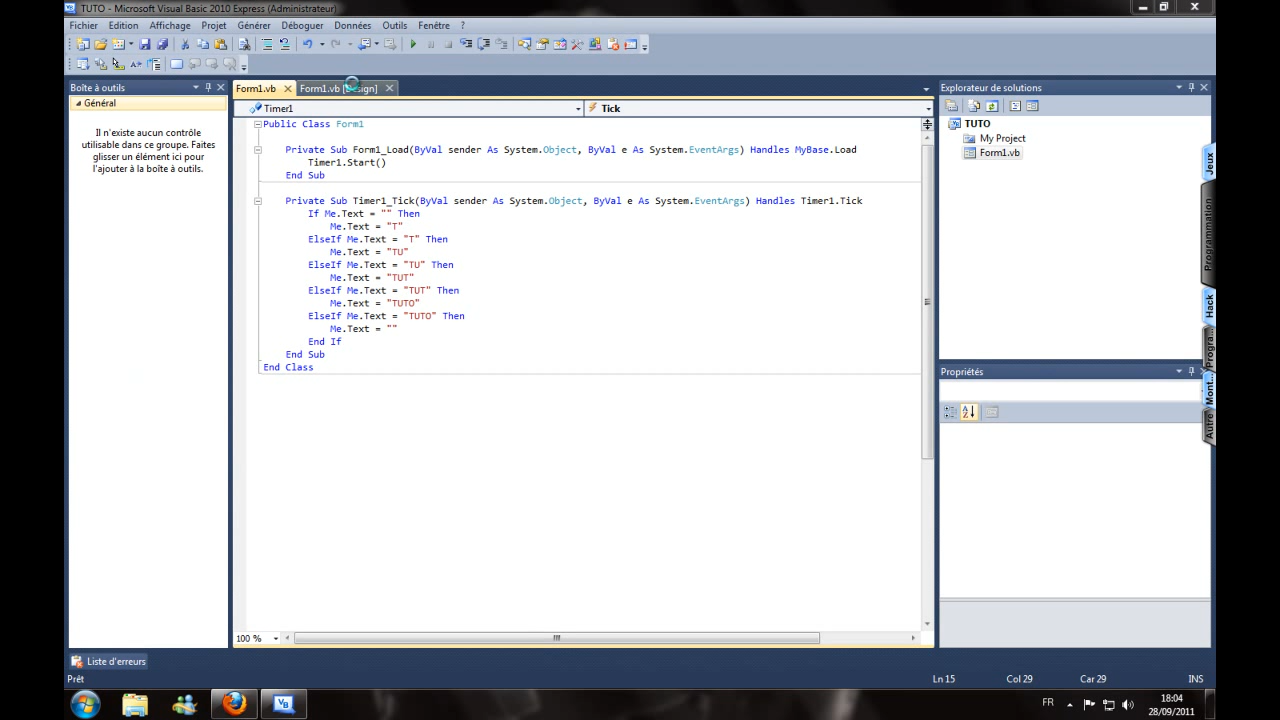 TUTO - Microsoft Visual Basic 2010 Express (Administrateur)
Fichier Edition Affichage Projet Générer Déboguer Données Outils Fenêtre ?
Boîte à outils
Général
Il n'existe aucun contrôle
utilisable dans ce groupe. Faites
glisser un élément ici pour
l'ajouter à la boîte à outils.
Form1.vb Form1.vb [Design]
Timer1 Tick
Public Class Form1
Private Sub Form1_Load(ByVal sender As System.Object, ByVal e As System.EventArgs) Handles MyBase.Load
Timer1.Start()
End Sub
Private Sub Timer1_Tick(ByVal sender As System.Object, ByVal e As System.EventArgs) Handles Timer1.Tick
If Me.Text = "" Then
Me.Text = "T"
ElseIf Me.Text = "T" Then
Me.Text = "TU"
ElseIf Me.Text = "TU" Then
Me.Text = "TUT"
ElseIf Me.Text = "TUT" Then
Me.Text = "TUTO"
ElseIf Me.Text = "TUTO" Then
Me.Text = ""
End If
End Sub
End Class
100 %
Explorateur de solutions
TUTO
My Project
Form1.vb
Propriétés
Jeux
Programmation
Hack
Progra...
Mont...
Autre
Liste d'erreurs
Prêt Ln 15 Col 29 Car 29 INS
FR 18:04
28/09/2011